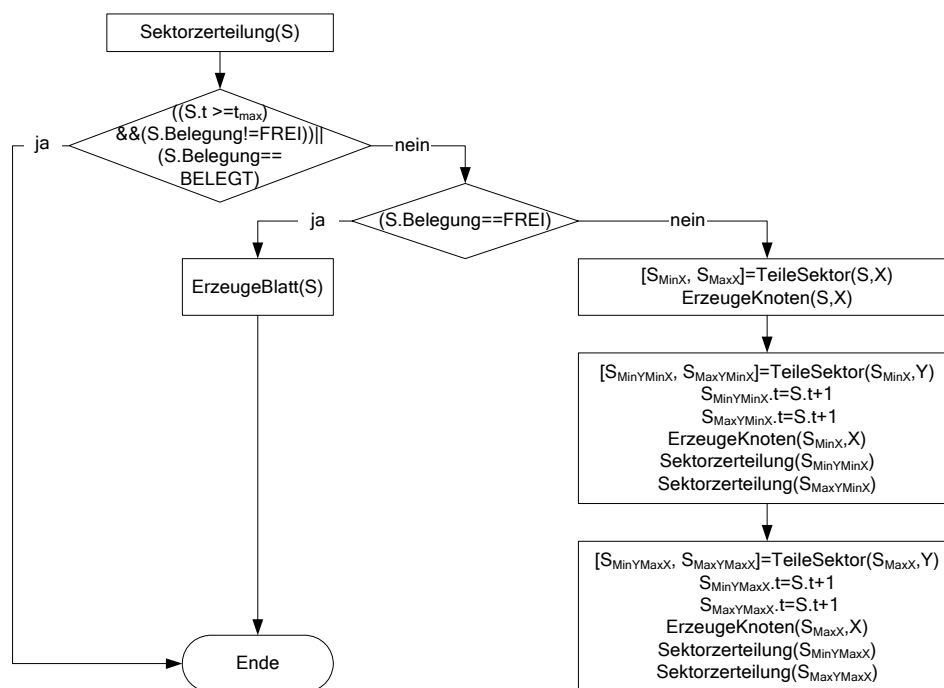 Sektorzerteilung(S)
((S.t >=tmax)
&&(S.Belegung!=FREI))||
(S.Belegung==
BELEGT)
ja
nein
(S.Belegung==FREI)
ja
nein
ErzeugeBlatt(S)
[SMinX, SMaxX]=TeileSektor(S,X)
ErzeugeKnoten(S,X)
[SMinYMinX, SMaxYMinX]=TeileSektor(SMinX,Y)
SMinYMinX.t=S.t+1
SMaxYMinX.t=S.t+1
ErzeugeKnoten(SMinX,X)
Sektorzerteilung(SMinYMinX)
Sektorzerteilung(SMaxYMinX)
[SMinYMaxX, SMaxYMaxX]=TeileSektor(SMaxX,Y)
SMinYMaxX.t=S.t+1
SMaxYMaxX.t=S.t+1
ErzeugeKnoten(SMaxX,X)
Sektorzerteilung(SMinYMaxX)
Sektorzerteilung(SMaxYMaxX)
Ende